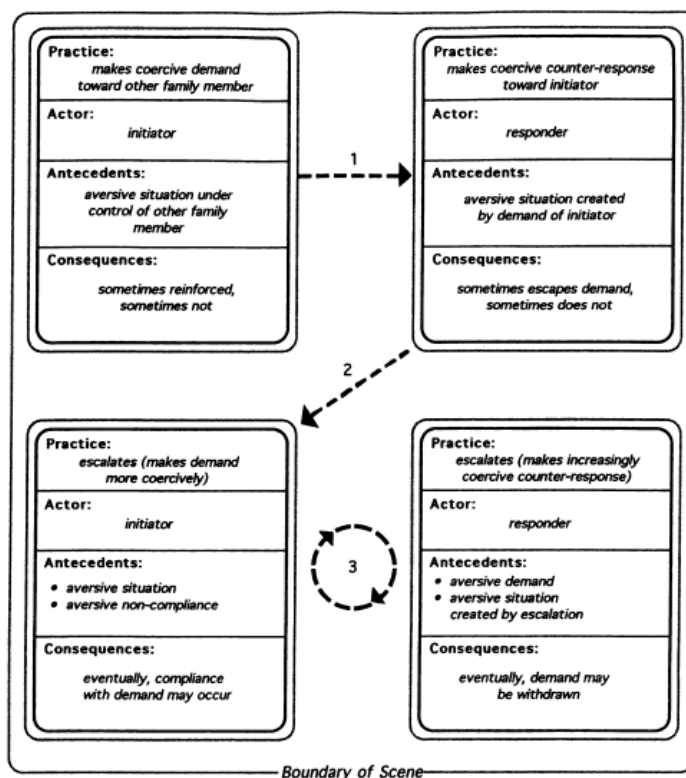 Practice:
makes coercive demand
toward other family member
Actor:
initiator
Antecedents:
aversive situation under
control of other family
member
Consequences:
sometimes reinforced,
sometimes not
1
Practice:
makes coercive counter-response
toward initiator
Actor:
responder
Antecedents:
aversive situation created
by demand of initiator
Consequences:
sometimes escapes demand,
sometimes does not
2
Practice:
escalates (makes demand
more coercively)
Actor:
initiator
Antecedents:
• aversive situation
• aversive non-compliance
Consequences:
eventually, compliance
with demand may occur
3
Practice:
escalates (makes increasingly
coercive counter-response)
Actor:
responder
Antecedents:
• aversive demand
• aversive situation
created by escalation
Consequences:
eventually, demand may
be withdrawn
Boundary of Scene